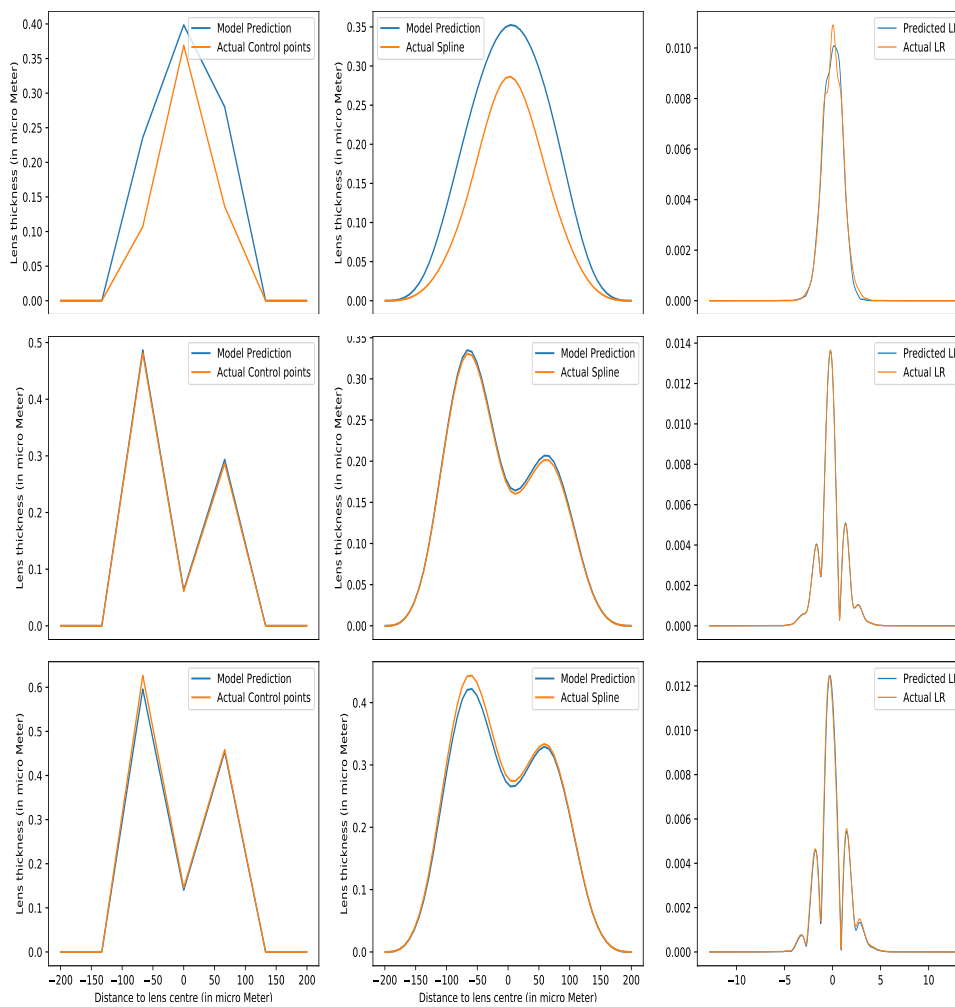 0.40
0.35
0.30
0.25
0.20
0.15
0.10
0.05
0.00
Lens thickness (in micro Meter)
Model Prediction
Actual Control points
0.35
0.30
0.25
0.20
0.15
0.10
0.05
0.00
Lens thickness (in micro Meter)
Model Prediction
Actual Spline
0.010
0.008
0.006
0.004
0.002
0.000
Predicted
Actual LR
0.5
0.4
0.3
0.2
0.1
0.0
Lens thickness (in micro Meter)
Model Prediction
Actual Control points
0.35
0.30
0.25
0.20
0.15
0.10
0.05
0.00
Lens thickness (in micro Meter)
Model Prediction
Actual Spline
0.014
0.012
0.010
0.008
0.006
0.004
0.002
0.000
Predicted
Actual LR
0.6
0.5
0.4
0.3
0.2
0.1
0.0
Lens thickness (in micro Meter)
Model Prediction
Actual Control points
−200 −150 −100 −50 0 50 100 150 200
Distance to lens centre (in micro Meter)
0.4
0.3
0.2
0.1
0.0
Lens thickness (in micro Meter)
Model Prediction
Actual Spline
−200 −150 −100 −50 0 50 100 150 200
Distance to lens centre (in micro Meter)
0.012
0.010
0.008
0.006
0.004
0.002
0.000
Predicted
Actual LR
−10 −5 0 5 10